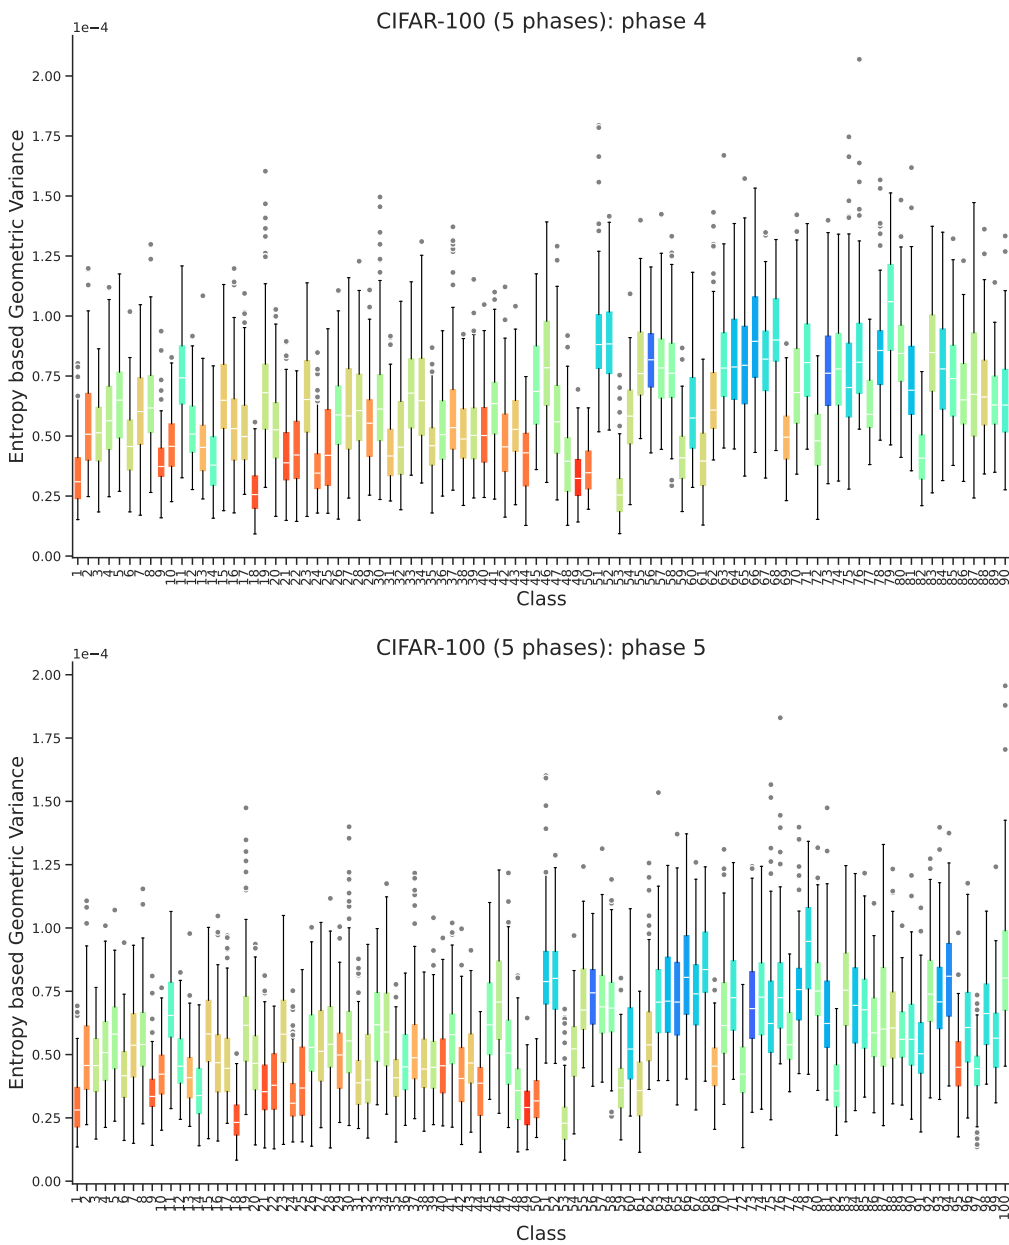 CIFAR-100 (5 phases): phase 4
1e−4
Entropy based Geometric Variance
2.00
1.75
1.50
1.25
1.00
0.75
0.50
0.25
0.00
1 2 3 4 5 6 7 8 9 10 11 12 13 14 15 16 17 18 19 20 21 22 23 24 25 26 27 28 29 30 31 32 33 34 35 36 37 38 39 40 41 42 43 44 45 46 47 48 49 50 51 52 53 54 55 56 57 58 59 60 61 62 63 64 65 66 67 68 69 70 71 72 73 74 75 76 77 78 79 80 81 82 83 84 85 86 87 88 89 90
Class
CIFAR-100 (5 phases): phase 5
1e−4
Entropy based Geometric Variance
2.00
1.75
1.50
1.25
1.00
0.75
0.50
0.25
0.00
1 2 3 4 5 6 7 8 9 10 11 12 13 14 15 16 17 18 19 20 21 22 23 24 25 26 27 28 29 30 31 32 33 34 35 36 37 38 39 40 41 42 43 44 45 46 47 48 49 50 51 52 53 54 55 56 57 58 59 60 61 62 63 64 65 66 67 68 69 70 71 72 73 74 75 76 77 78 79 80 81 82 83 84 85 86 87 88 89 90 91 92 93 94 95 96 97 98 99 100
Class